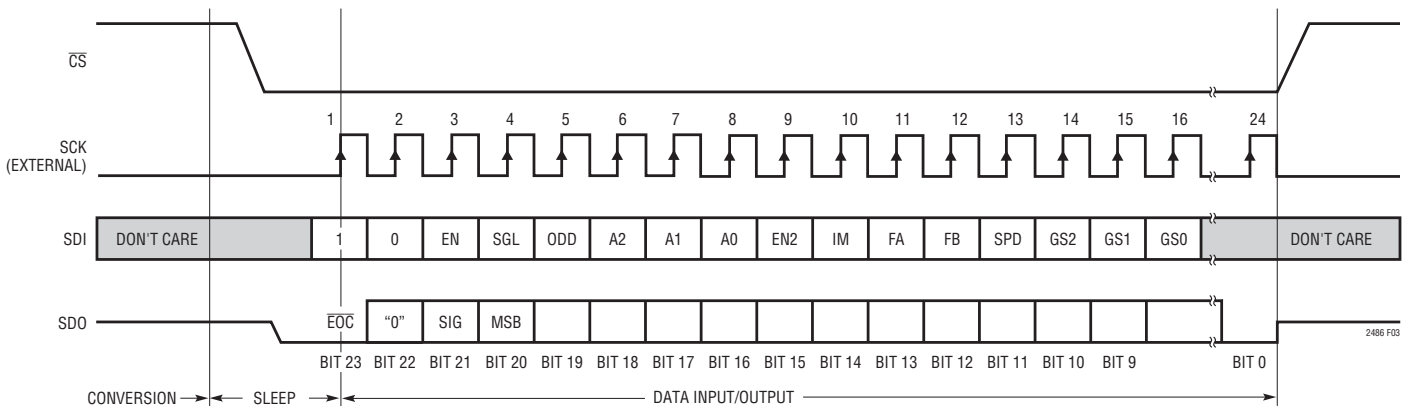 CS
1 2 3 4 5 6 7 8 9 10 11 12 13 14 15 16 24
SCK
(EXTERNAL)
SDI DON'T CARE 1 0 EN SGL ODD A2 A1 A0 EN2 IM FA FB SPD GS2 GS1 GS0 DON'T CARE
SDO EOC “0” SIG MSB
2486 F03
BIT 23 BIT 22 BIT 21 BIT 20 BIT 19 BIT 18 BIT 17 BIT 16 BIT 15 BIT 14 BIT 13 BIT 12 BIT 11 BIT 10 BIT 9 BIT 0
CONVERSION SLEEP DATA INPUT/OUTPUT